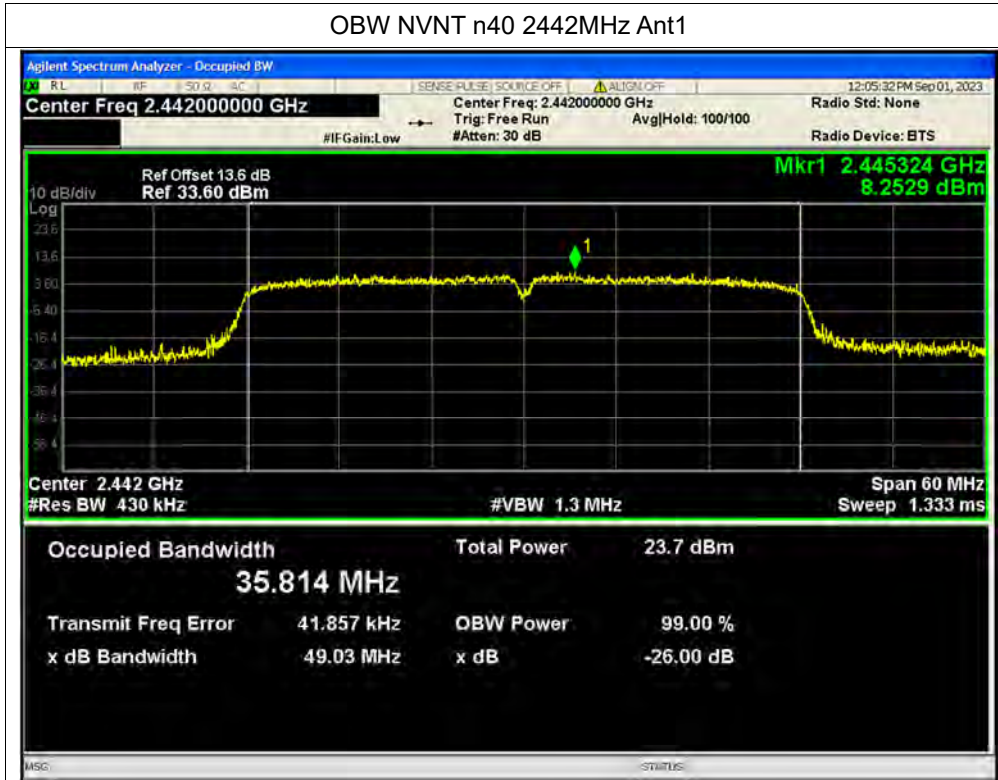 OBW NVNT n40 2442MHz Ant1
Agilent Spectrum Analyzer - Occupied BW
RL RF 50 Ω AC SENSE:PULSE SOURCE OFF ALIGN OFF 12:05:32 PM Sep 01, 2023
Center Freq 2.442000000 GHz Center Freq: 2.442000000 GHz Radio Std: None
Trig: Free Run Avg|Hold: 100/100
#IFGain:Low #Atten: 30 dB Radio Device: BTS
Mkr1 2.445324 GHz
8.2529 dBm
Ref Offset 13.6 dB
10 dB/div Ref 33.60 dBm
Log
23.6
13.6
1
3.60
-6.40
-16.4
-26.4
-36.4
-46.4
-56.4
Center 2.442 GHz Span 60 MHz
#Res BW 430 kHz #VBW 1.3 MHz Sweep 1.333 ms
Occupied Bandwidth Total Power 23.7 dBm
35.814 MHz
Transmit Freq Error 41.857 kHz OBW Power 99.00 %
x dB Bandwidth 49.03 MHz x dB -26.00 dB
MSG STATUS